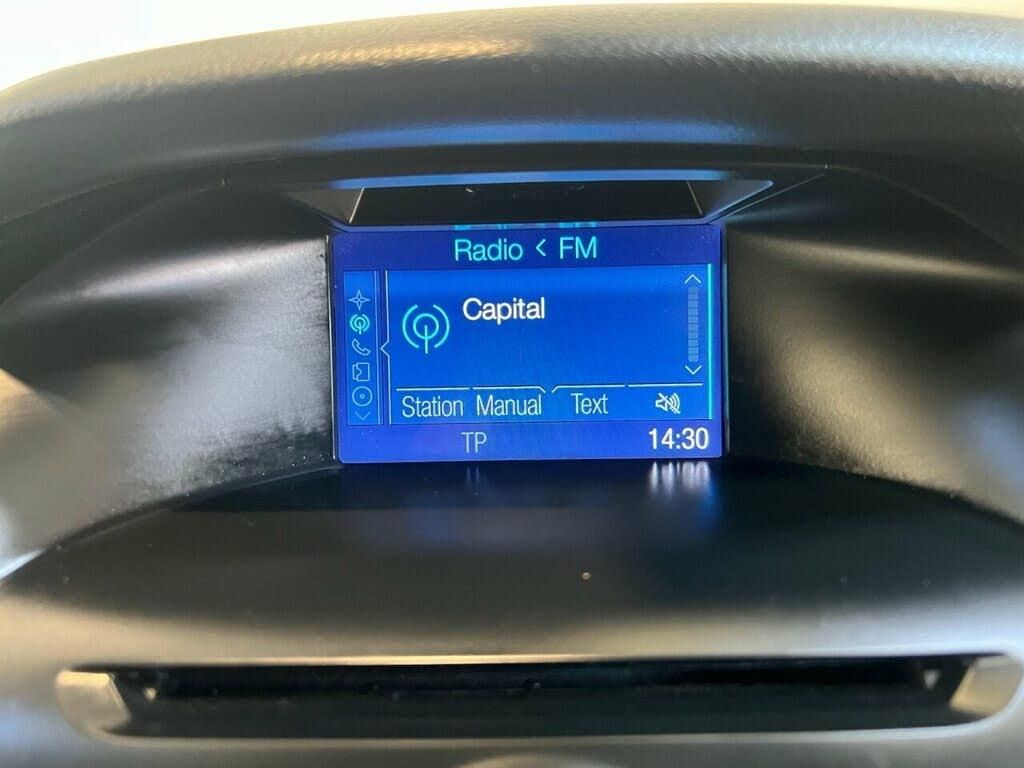 Radio < FM
Capital
Station Manual Text
TP 14:30